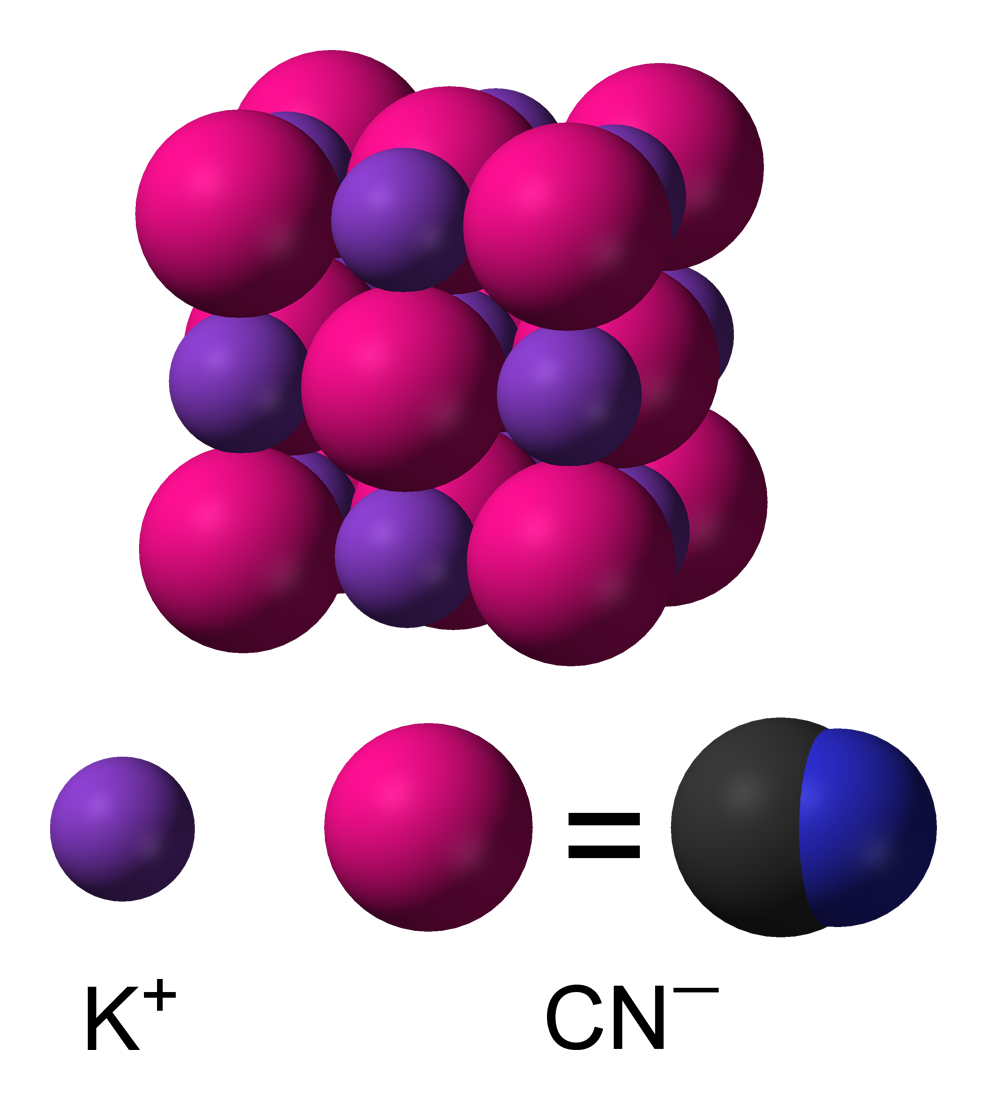 =
K⁺ CN⁻